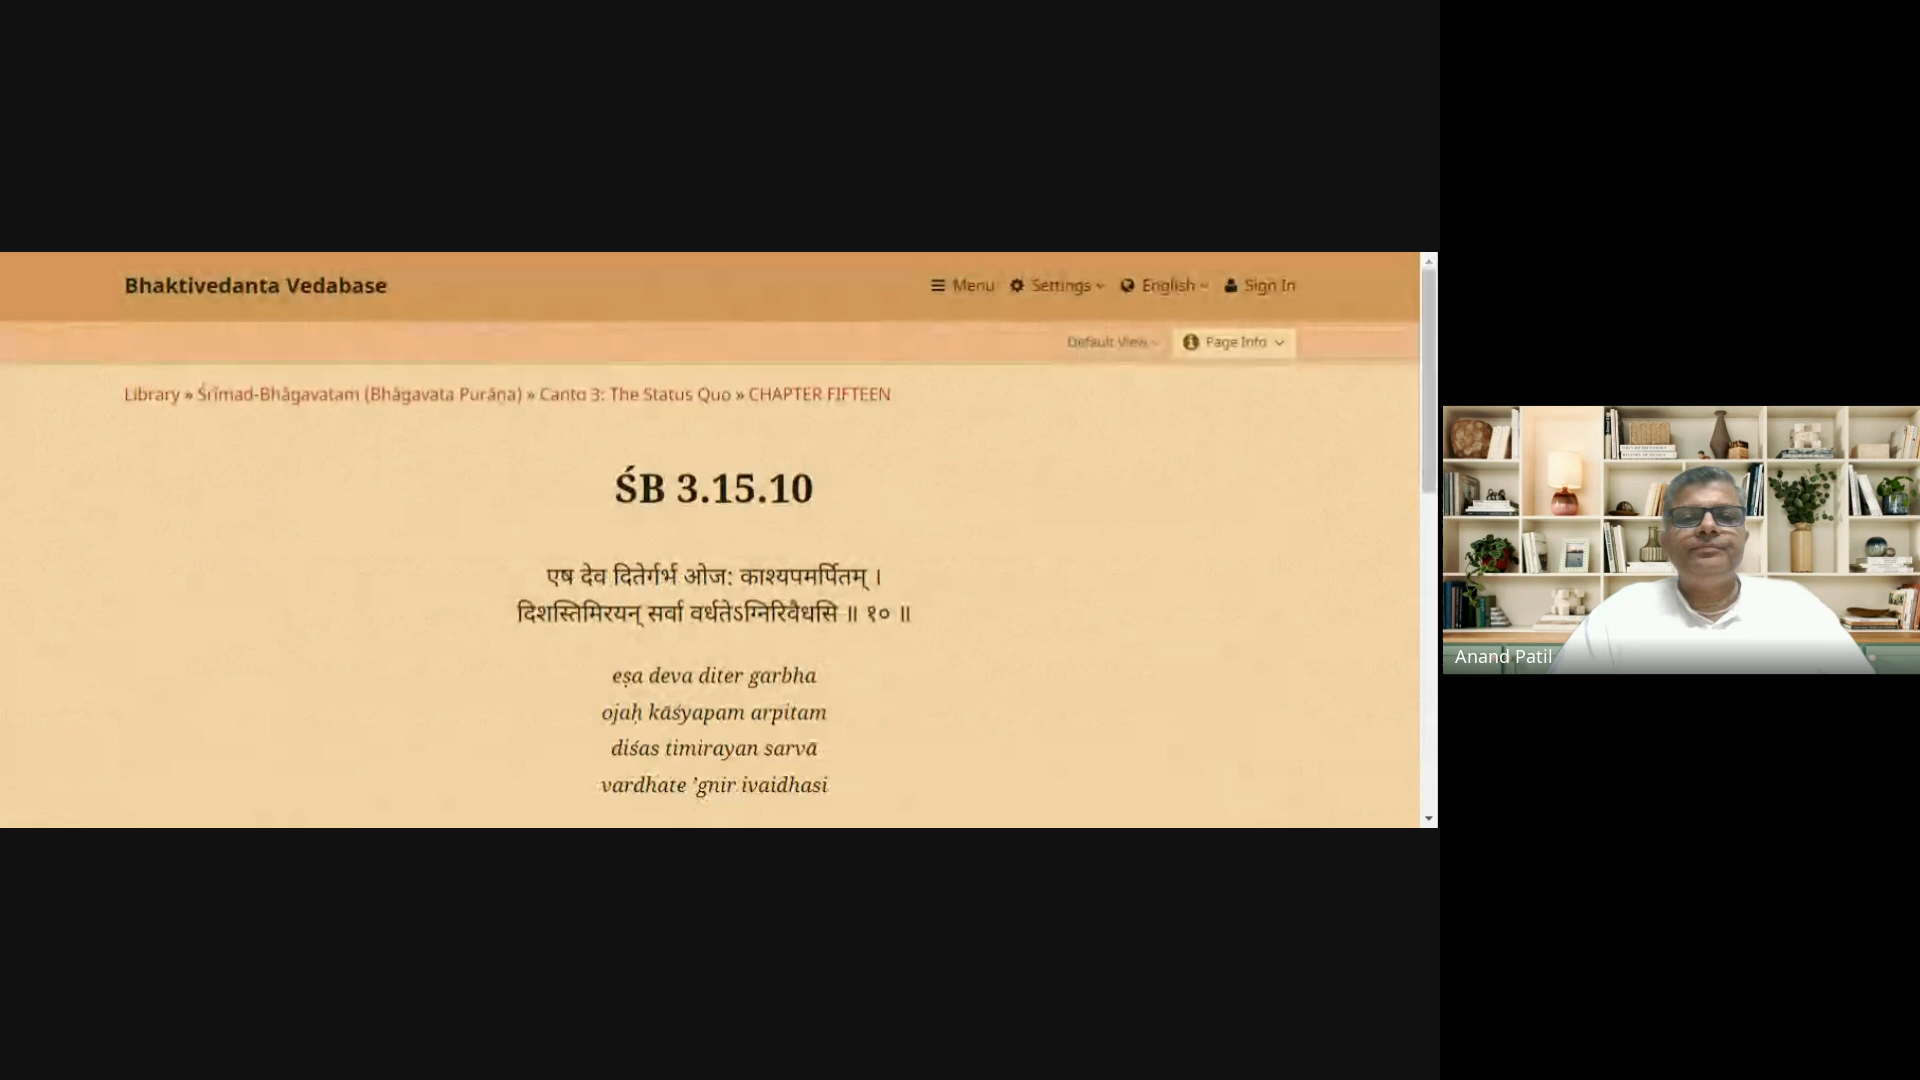 Bhaktivedanta Vedabase
Menu Settings English Sign In
Default View Page Info
Library » Śrīmad-Bhāgavatam (Bhāgavata Purāṇa) » Canto 3: The Status Quo » CHAPTER FIFTEEN
ŚB 3.15.10
एष देव दितेर्गर्भ ओज: काश्यपमर्पितम् ।
दिशस्तिमिरयन् सर्वा वर्धतेऽग्निरिवैधसि ॥ १० ॥
eṣa deva diter garbha
ojaḥ kāśyapam arpitam
diśas timirayan sarvā
vardhate ’gnir ivaidhasi
Anand Patil